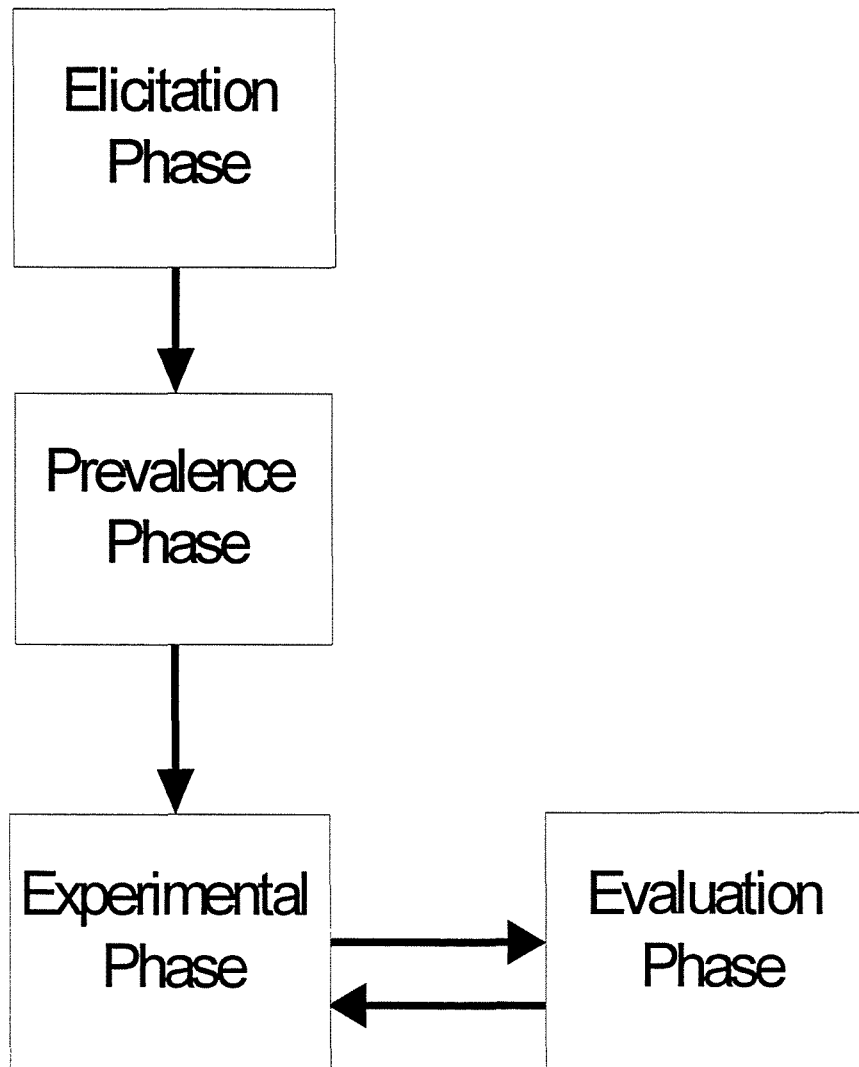 Elicitation
Phase
Prevalence
Phase
Experimental
Phase
Evaluation
Phase